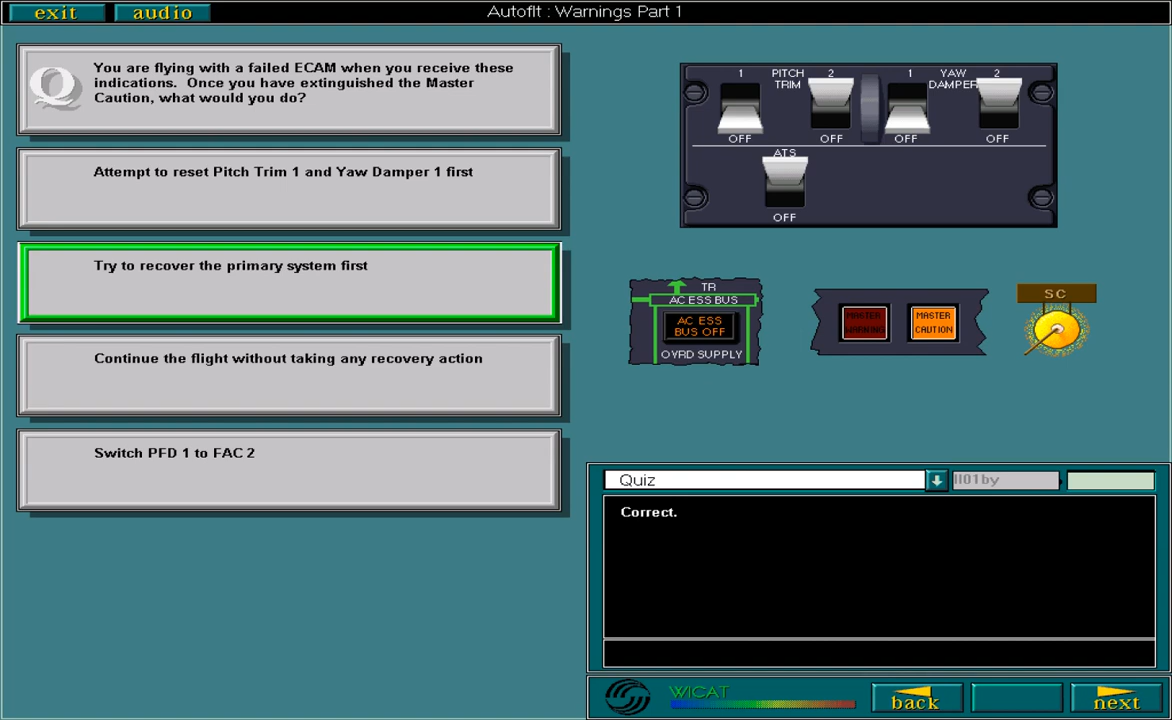 exit
audio
Autoflt : Warnings Part 1
Q
You are flying with a failed ECAM when you receive these
indications. Once you have extinguished the Master
Caution, what would you do?
Attempt to reset Pitch Trim 1 and Yaw Damper 1 first
Try to recover the primary system first
Continue the flight without taking any recovery action
Switch PFD 1 to FAC 2
1 PITCH TRIM 2
1 YAW DAMPER 2
OFF OFF OFF OFF
ATS
OFF
TR
AC ESS BUS
AC ESS
BUS OFF
OVRD SUPPLY
MASTER
WARNING
MASTER
CAUTION
SC
Quiz
ll01by
Correct.
WICAT
back
next